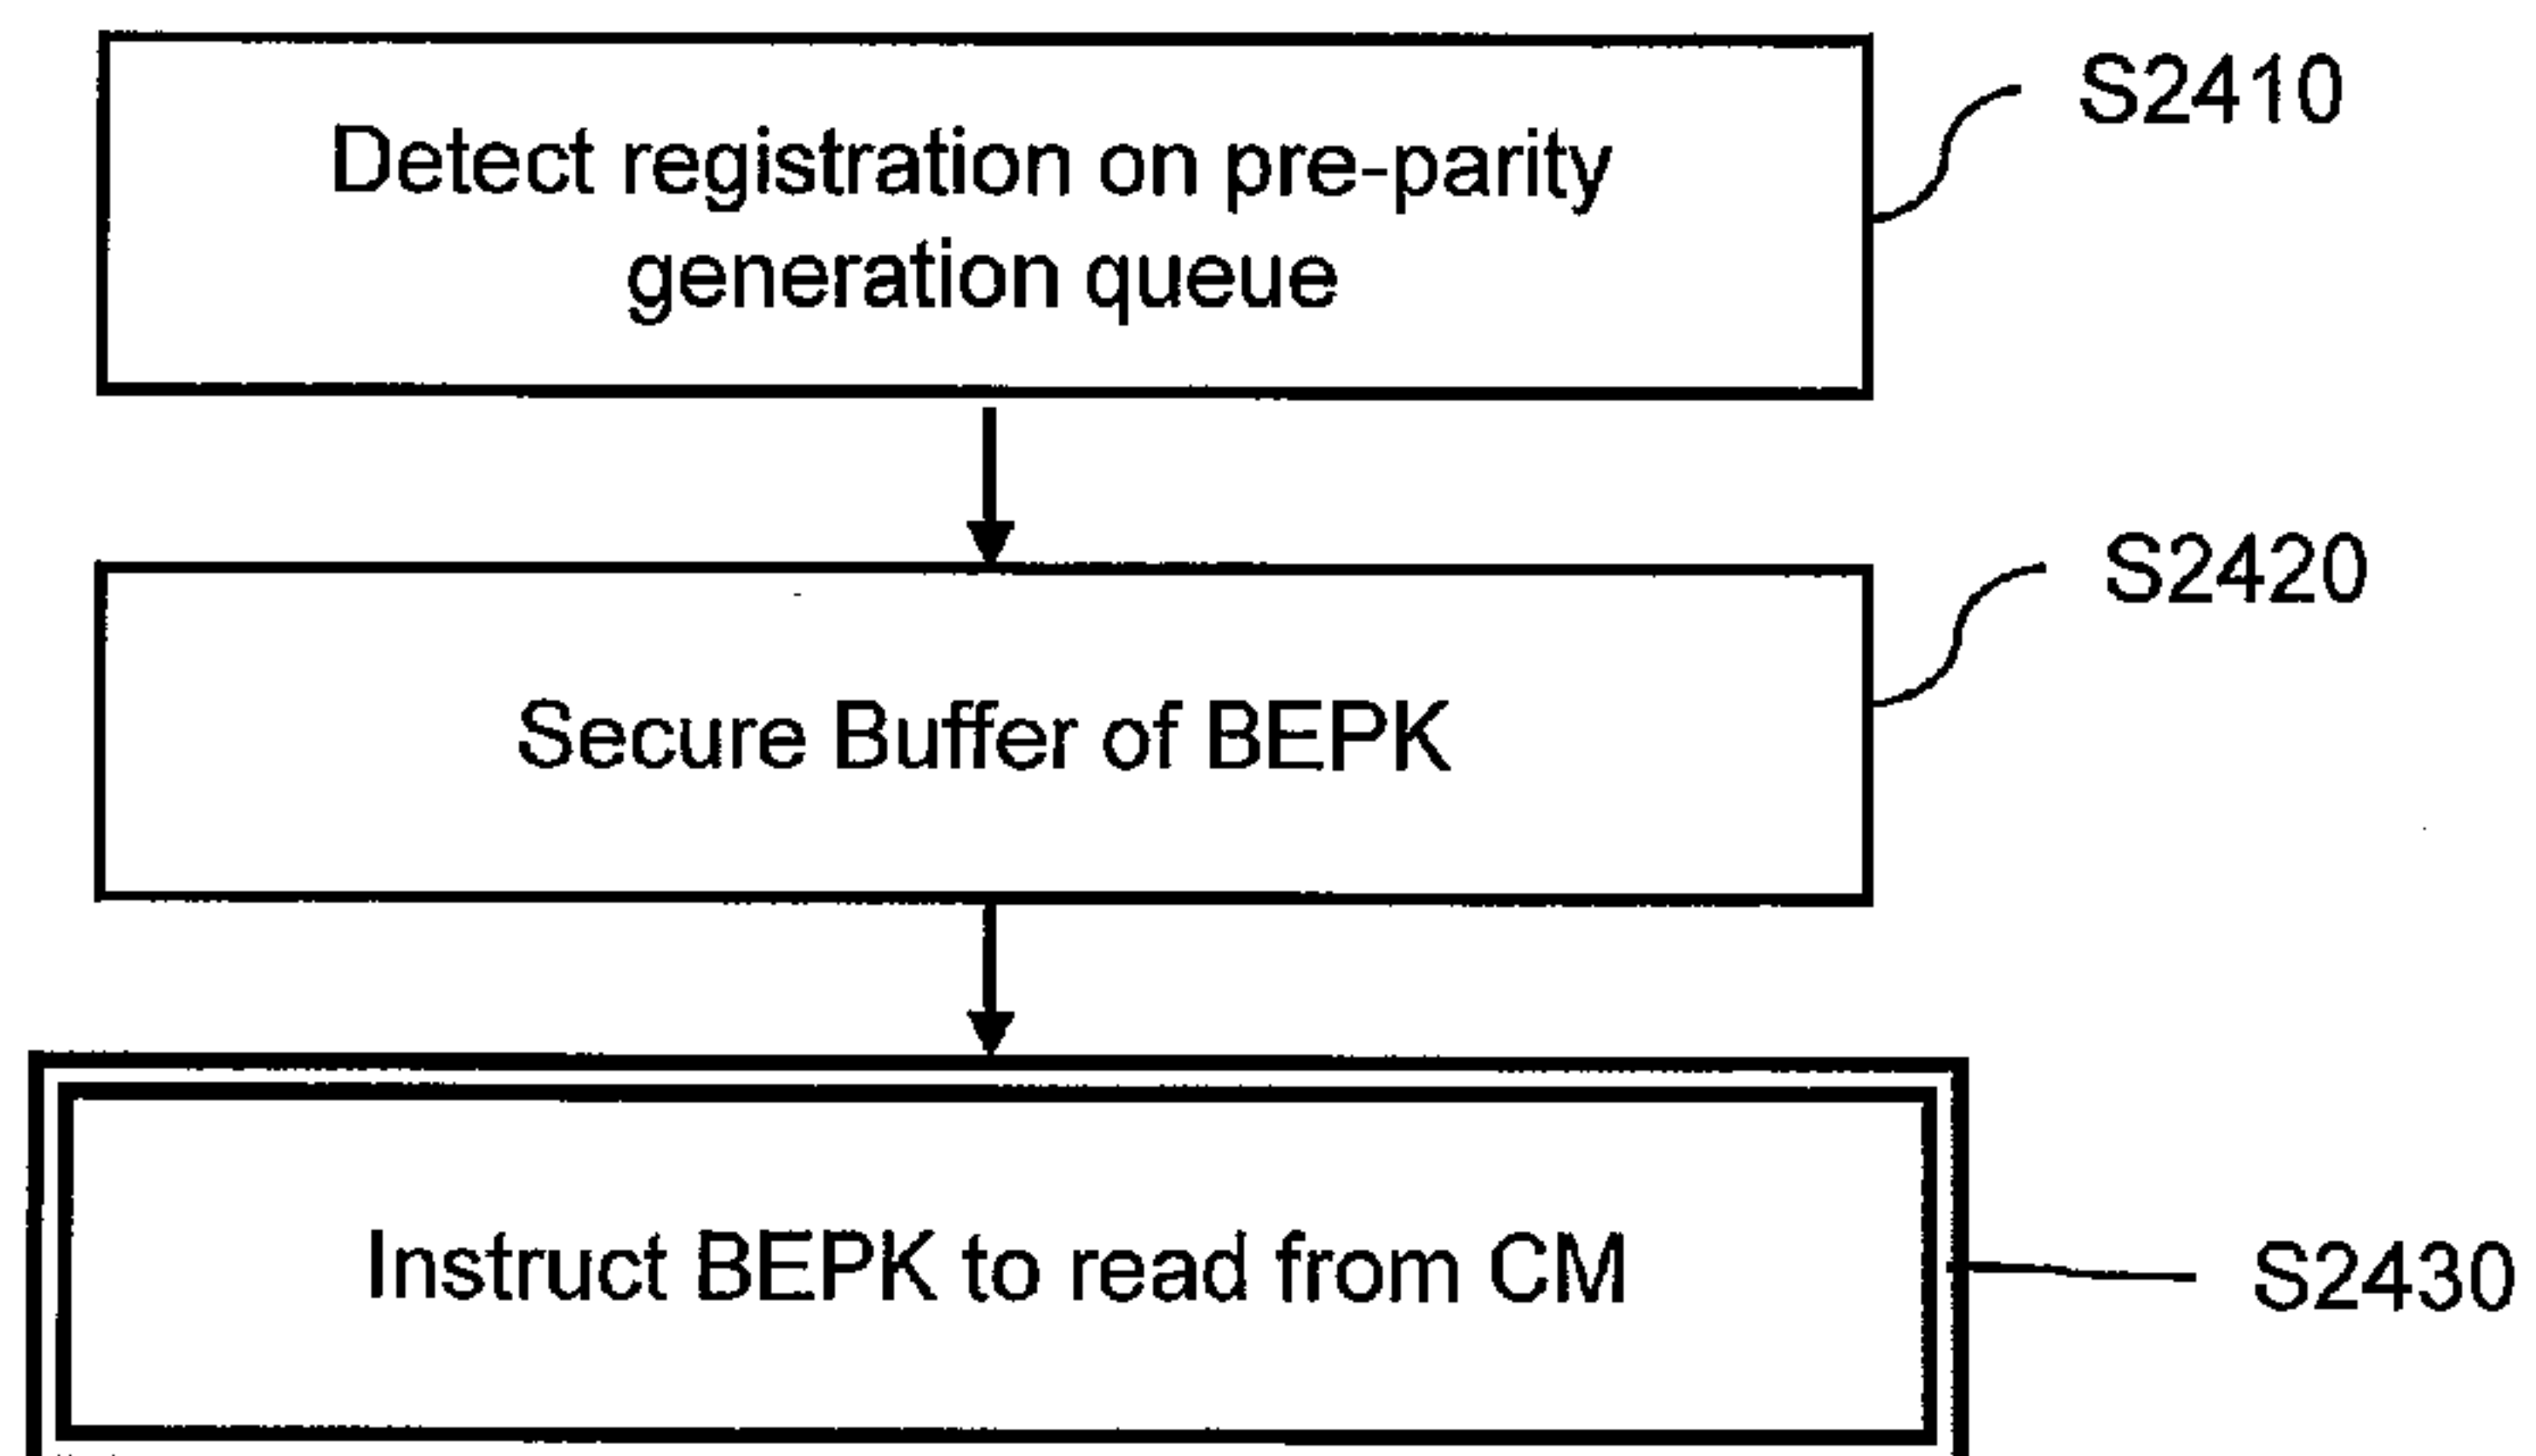 Detect registration on pre-parity
generation queue
S2410
Secure Buffer of BEPK
S2420
Instruct BEPK to read from CM
S2430